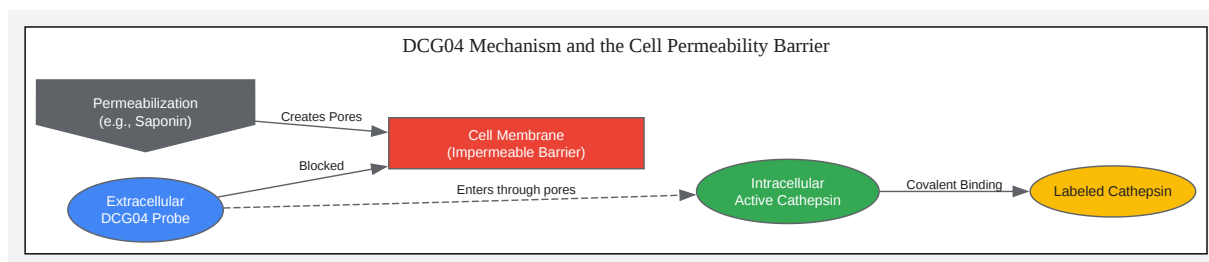 DCG04 Mechanism and the Cell Permeability Barrier
Permeabilization
(e.g., Saponin)
Creates Pores
Cell Membrane
(Impermeable Barrier)
Blocked
Extracellular
DCG04 Probe
Enters through pores
Intracellular
Active Cathepsin
Covalent Binding
Labeled Cathepsin